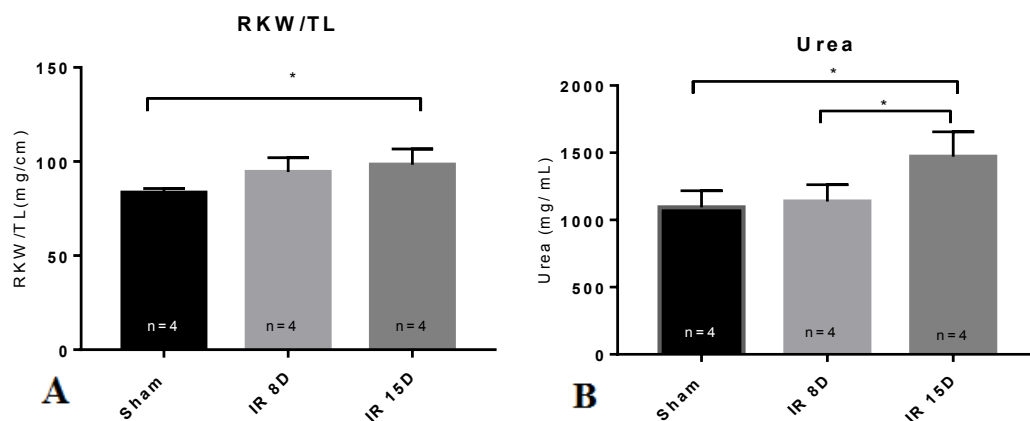 RKW/TL
RKW/TL(mg/cm)
150
100
50
0
*
n=4
n=4
n=4
Sham
IR 8D
IR 15D
A
Urea
Urea (mg/mL)
2000
1500
1000
500
0
*
*
n=4
n=4
n=4
Sham
IR 8D
IR 15D
B